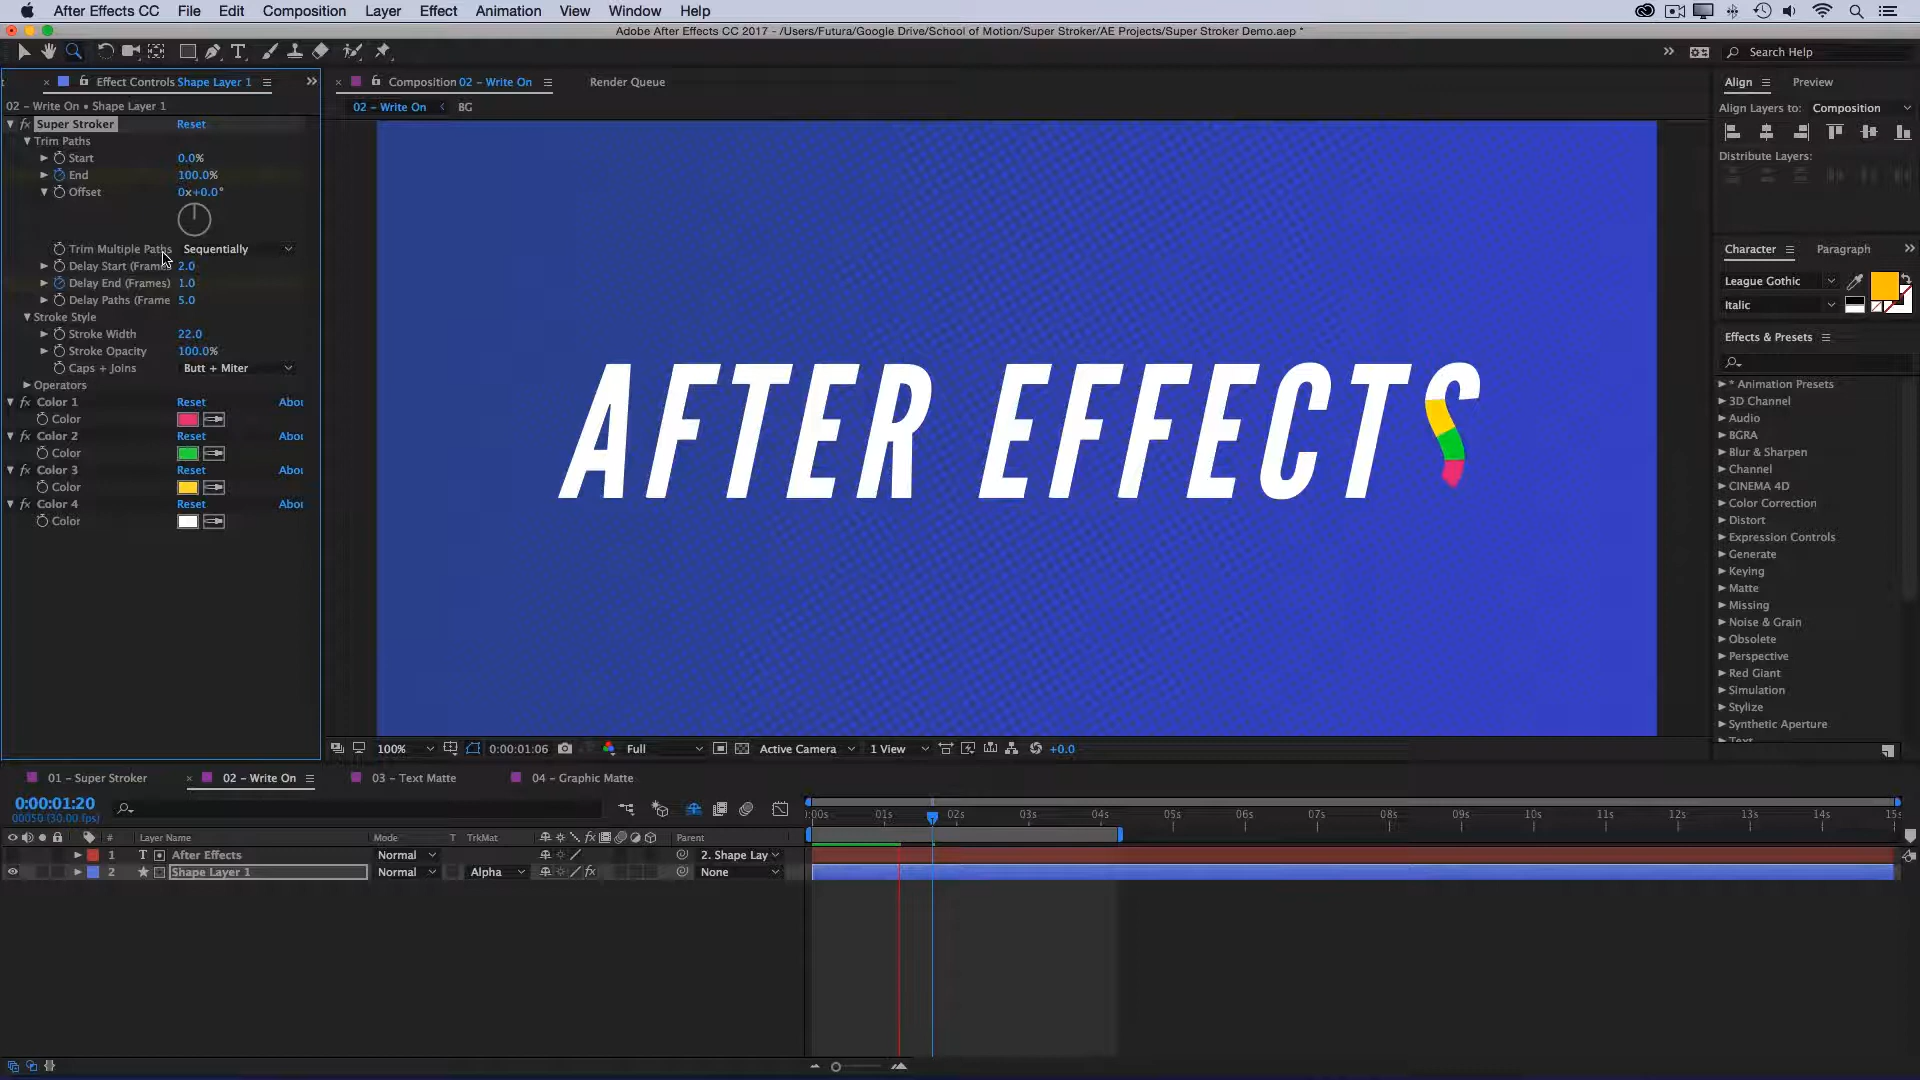 After Effects CC File Edit Composition Layer Effect Animation View Window Help
Adobe After Effects CC 2017 - /Users/Futura/Google Drive/School of Motion/Super Stroker/AE Projects/Super Stroker Demo.aep *
Search Help
Effect Controls Shape Layer 1
Composition 02 – Write On
Render Queue
Align
Preview
02 – Write On • Shape Layer 1
02 – Write On
BG
Align Layers to: Composition
Distribute Layers:
Super Stroker Reset
Trim Paths
Start 0.0%
End 100.0%
Offset 0x+0.0°
Trim Multiple Paths Sequentially
Delay Start (Frame 2.0
Delay End (Frames) 1.0
Delay Paths (Frame 5.0
Stroke Style
Stroke Width 22.0
Stroke Opacity 100.0%
Caps + Joins Butt + Miter
Operators
Color 1 Reset Abou
Color
Color 2 Reset Abou
Color
Color 3 Reset Abou
Color
Color 4 Reset Abou
Color
AFTER EFFECTS
Character Paragraph
League Gothic
Italic
Effects & Presets
* Animation Presets
3D Channel
Audio
BGRA
Blur & Sharpen
Channel
CINEMA 4D
Color Correction
Distort
Expression Controls
Generate
Keying
Matte
Missing
Noise & Grain
Obsolete
Perspective
Red Giant
Simulation
Stylize
Synthetic Aperture
Text
100% 0:00:01:06 Full Active Camera 1 View +0.0
01 – Super Stroker 02 – Write On 03 – Text Matte 04 – Graphic Matte
0:00:01:20
00050 (30.00 fps)
# Layer Name Mode T TrkMat Parent
:00s 01s 02s 03s 04s 05s 06s 07s 08s 09s 10s 11s 12s 13s 14s 15s
1 T After Effects Normal 2. Shape Lay
2 Shape Layer 1 Normal Alpha None